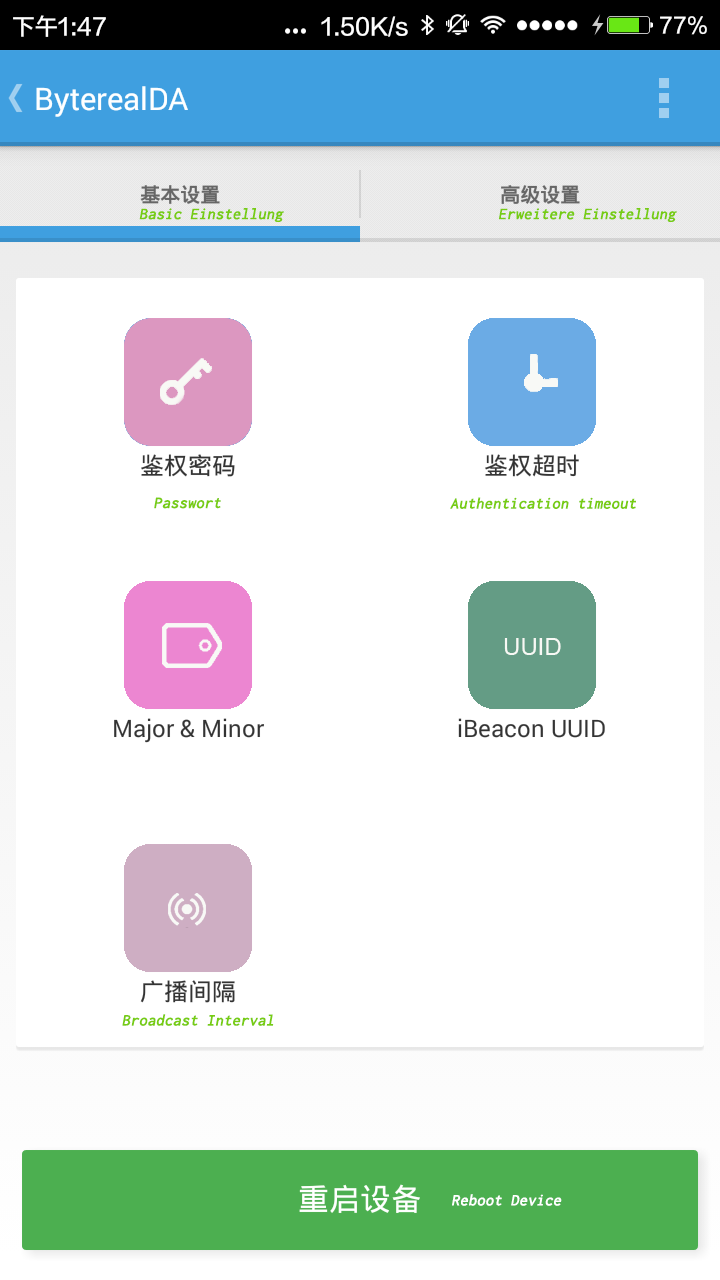 下午1:47
... 1.50K/s 77%
ByterealDA
基本设置
Basic Einstellung
高级设置
Erweitere Einstellung
鉴权密码
Passwort
鉴权超时
Authentication timeout
Major & Minor
UUID
iBeacon UUID
广播间隔
Broadcast Interval
重启设备 Reboot Device